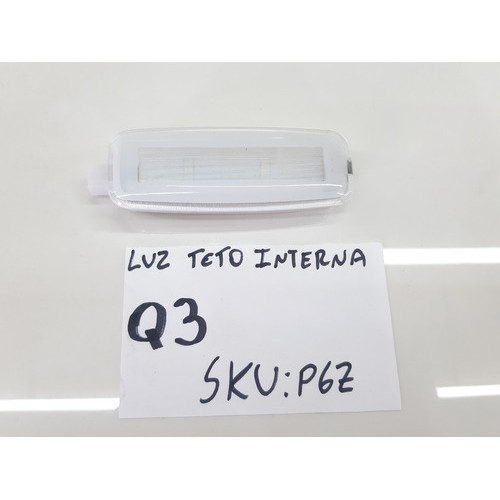 LUZ TETO INTERNA
Q3
SKU: P6Z